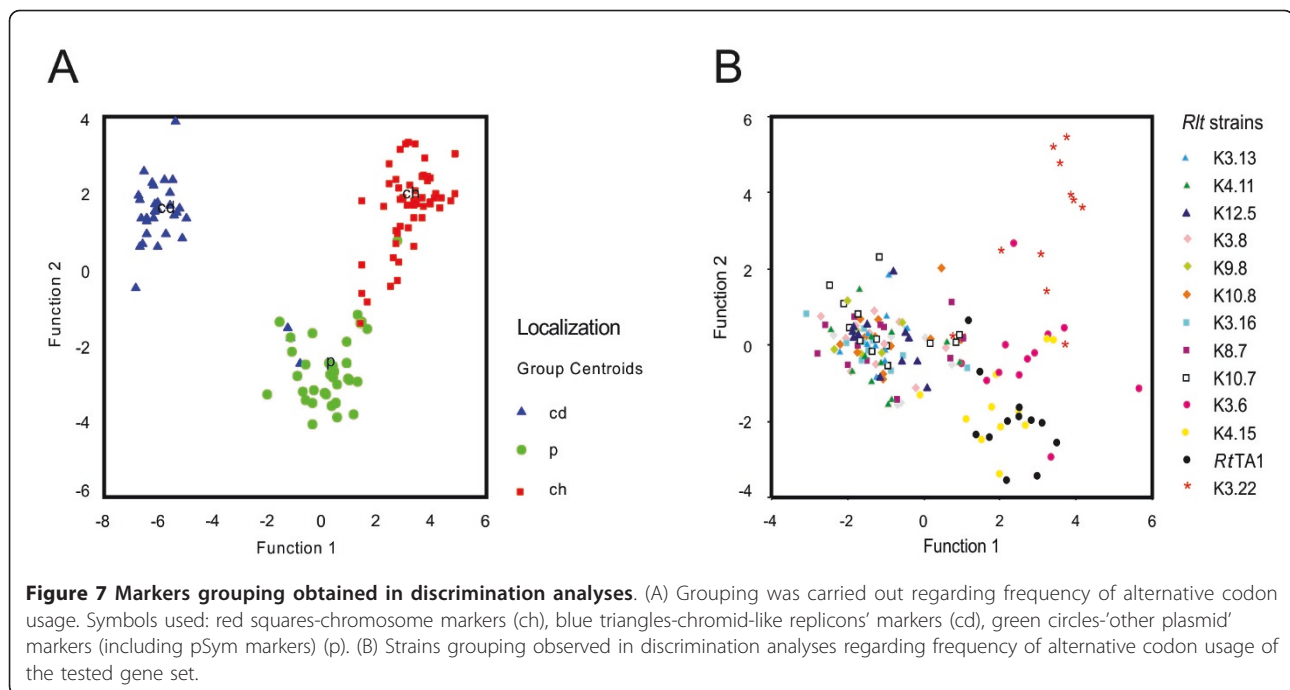 A
B
4
2
0
-2
-4
-6
Function 2
-8
-6
-4
-2
0
2
4
6
Function 1
cd
ch
p
Localization
Group Centroids
cd
p
ch
6
4
2
0
-2
-4
Function 2
-4
-2
0
2
4
6
Function 1
Rlt strains
K3.13
K4.11
K12.5
K3.8
K9.8
K10.8
K3.16
K8.7
K10.7
K3.6
K4.15
RtTA1
K3.22
Figure 7 Markers grouping obtained in discrimination analyses. (A) Grouping was carried out regarding frequency of alternative codon
usage. Symbols used: red squares-chromosome markers (ch), blue triangles-chromid-like replicons' markers (cd), green circles-'other plasmid'
markers (including pSym markers) (p). (B) Strains grouping observed in discrimination analyses regarding frequency of alternative codon usage of
the tested gene set.